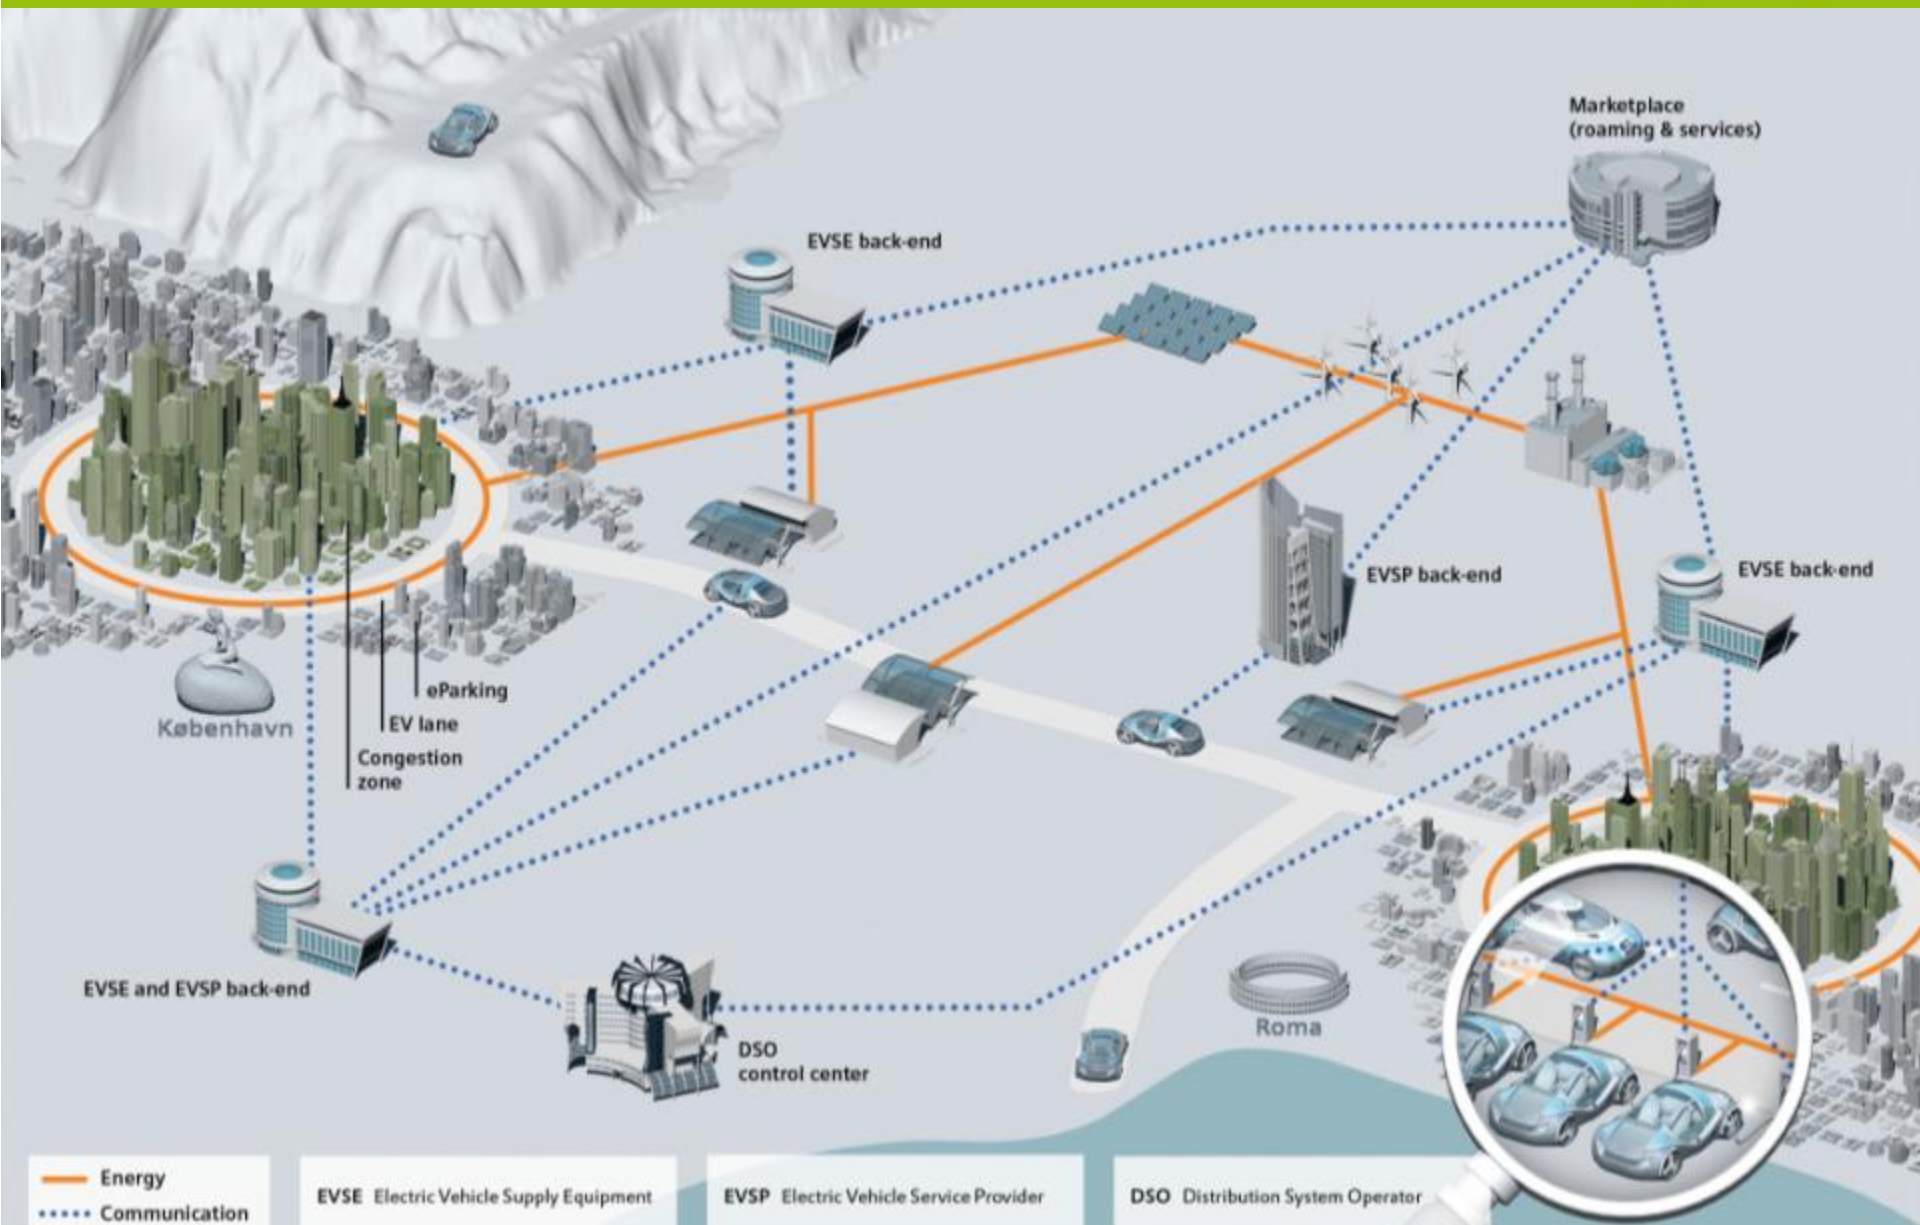 Marketplace
(roaming & services)
EVSE back-end
EVSP back-end
EVSE back-end
eParking
EV lane
Congestion
zone
København
EVSE and EVSP back-end
DSO
control center
Roma
Energy
Communication
EVSE Electric Vehicle Supply Equipment
EVSP Electric Vehicle Service Provider
DSO Distribution System Operator